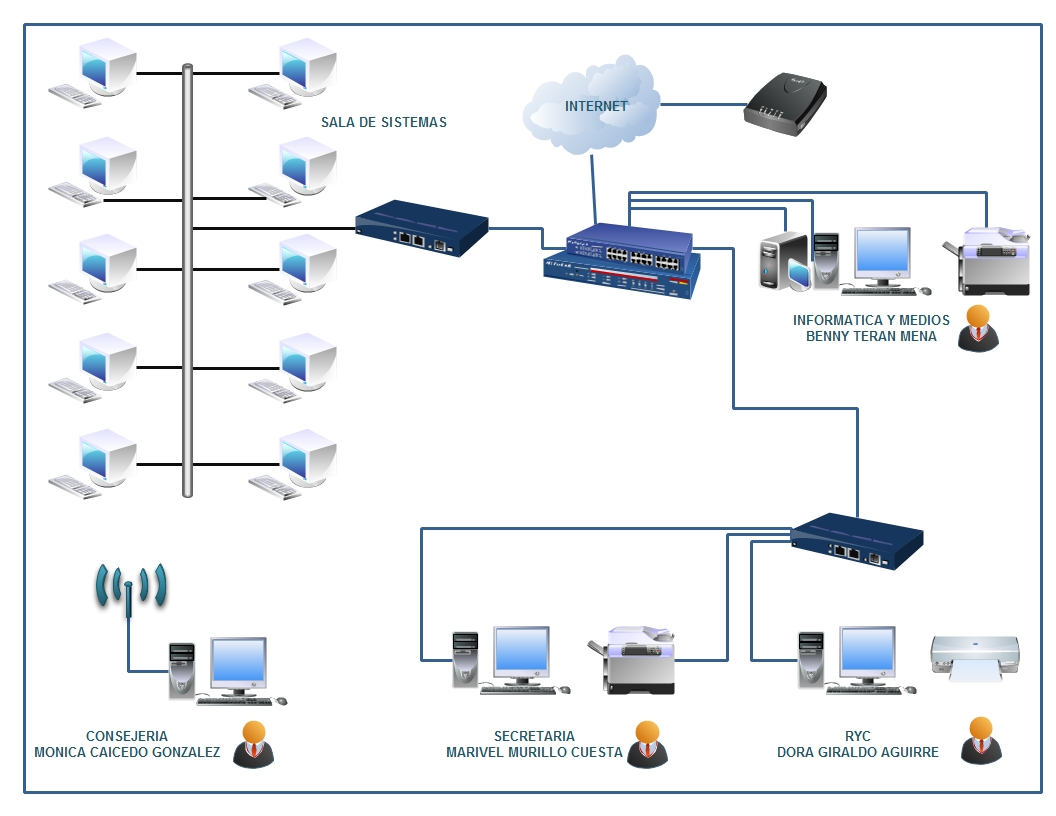 SALA DE SISTEMAS
INTERNET
INFORMATICA Y MEDIOS
BENNY TERAN MENA
CONSEJERIA
MONICA CAICEDO GONZALEZ
SECRETARIA
MARIVEL MURILLO CUESTA
RYC
DORA GIRALDO AGUIRRE